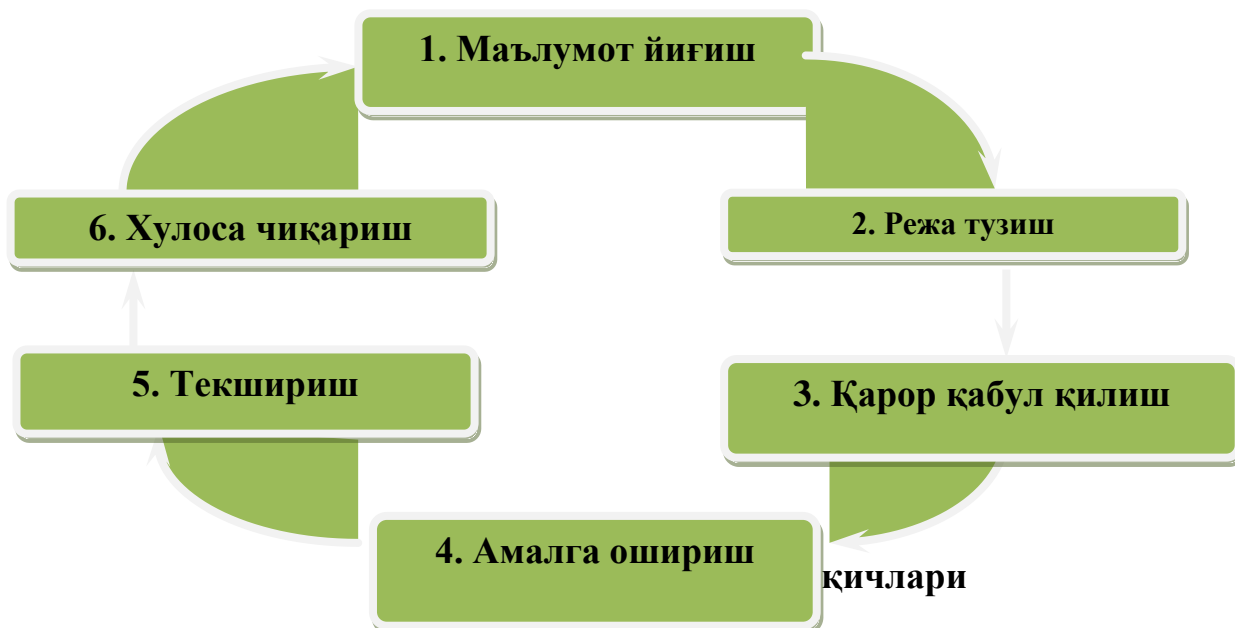 1. Маълумот йиғиш
2. Режа тузиш
3. Қарор қабул қилиш
4. Амалга ошириш
қичлари
5. Текшириш
6. Хулоса чиқариш